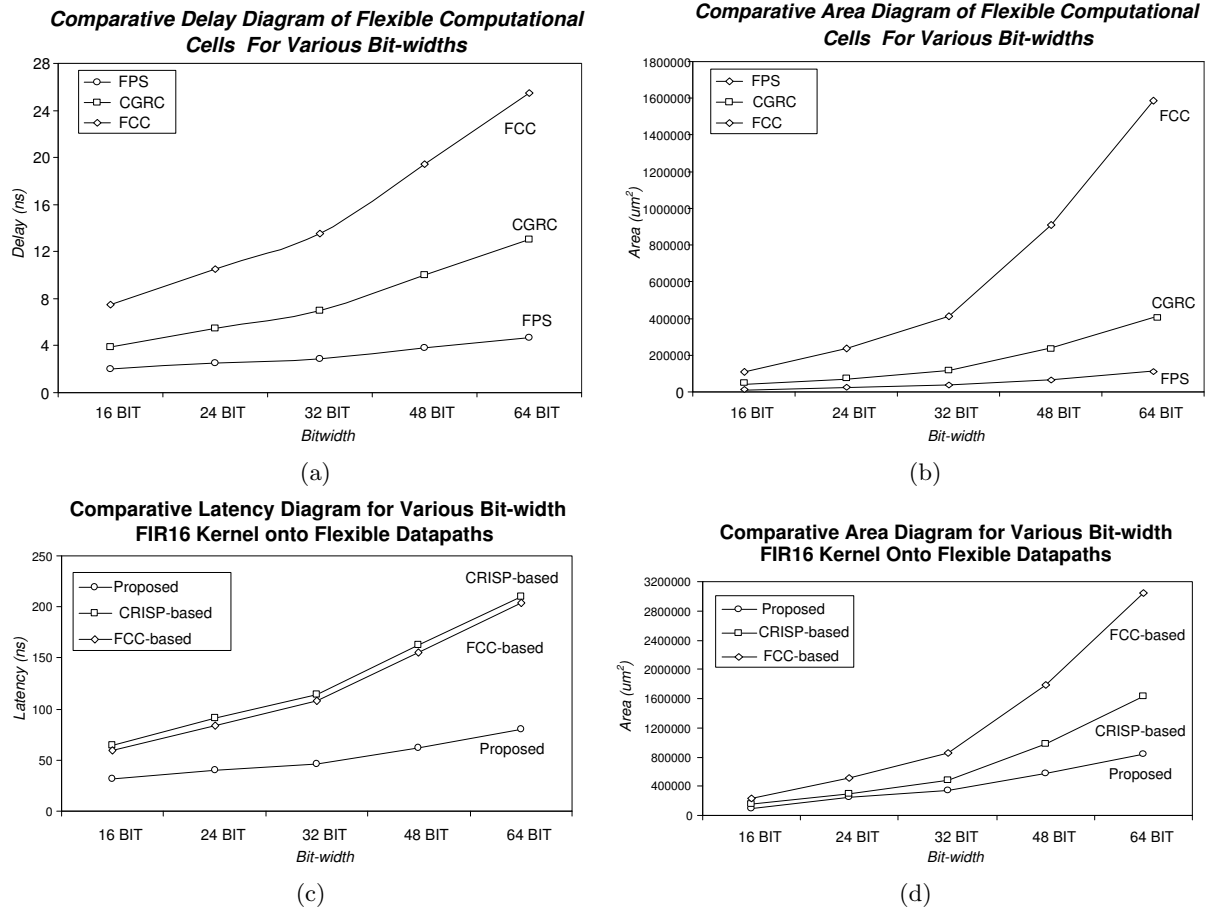 Comparative Delay Diagram of Flexible Computational
Cells For Various Bit-widths
28
24
20
16
12
8
4
0
Delay (ns)
FPS
CGRC
FCC
FCC
CGRC
FPS
16 BIT
24 BIT
32 BIT
48 BIT
64 BIT
Bitwidth
(a)
Comparative Area Diagram of Flexible Computational
Cells For Various Bit-widths
1800000
1600000
1400000
1200000
1000000
800000
600000
400000
200000
0
Area (um²)
FPS
CGRC
FCC
FCC
CGRC
FPS
16 BIT
24 BIT
32 BIT
48 BIT
64 BIT
Bit-width
(b)
Comparative Latency Diagram for Various Bit-width
FIR16 Kernel onto Flexible Datapaths
250
200
150
100
50
0
Latency (ns)
Proposed
CRISP-based
FCC-based
CRISP-based
FCC-based
Proposed
16 BIT
24 BIT
32 BIT
48 BIT
64 BIT
Bit-width
(c)
Comparative Area Diagram for Various Bit-width
FIR16 Kernel Onto Flexible Datapaths
3200000
2800000
2400000
2000000
1600000
1200000
800000
400000
0
Area (um²)
Proposed
CRISP-based
FCC-based
FCC-based
CRISP-based
Proposed
16 BIT
24 BIT
32 BIT
48 BIT
64 BIT
Bit-width
(d)